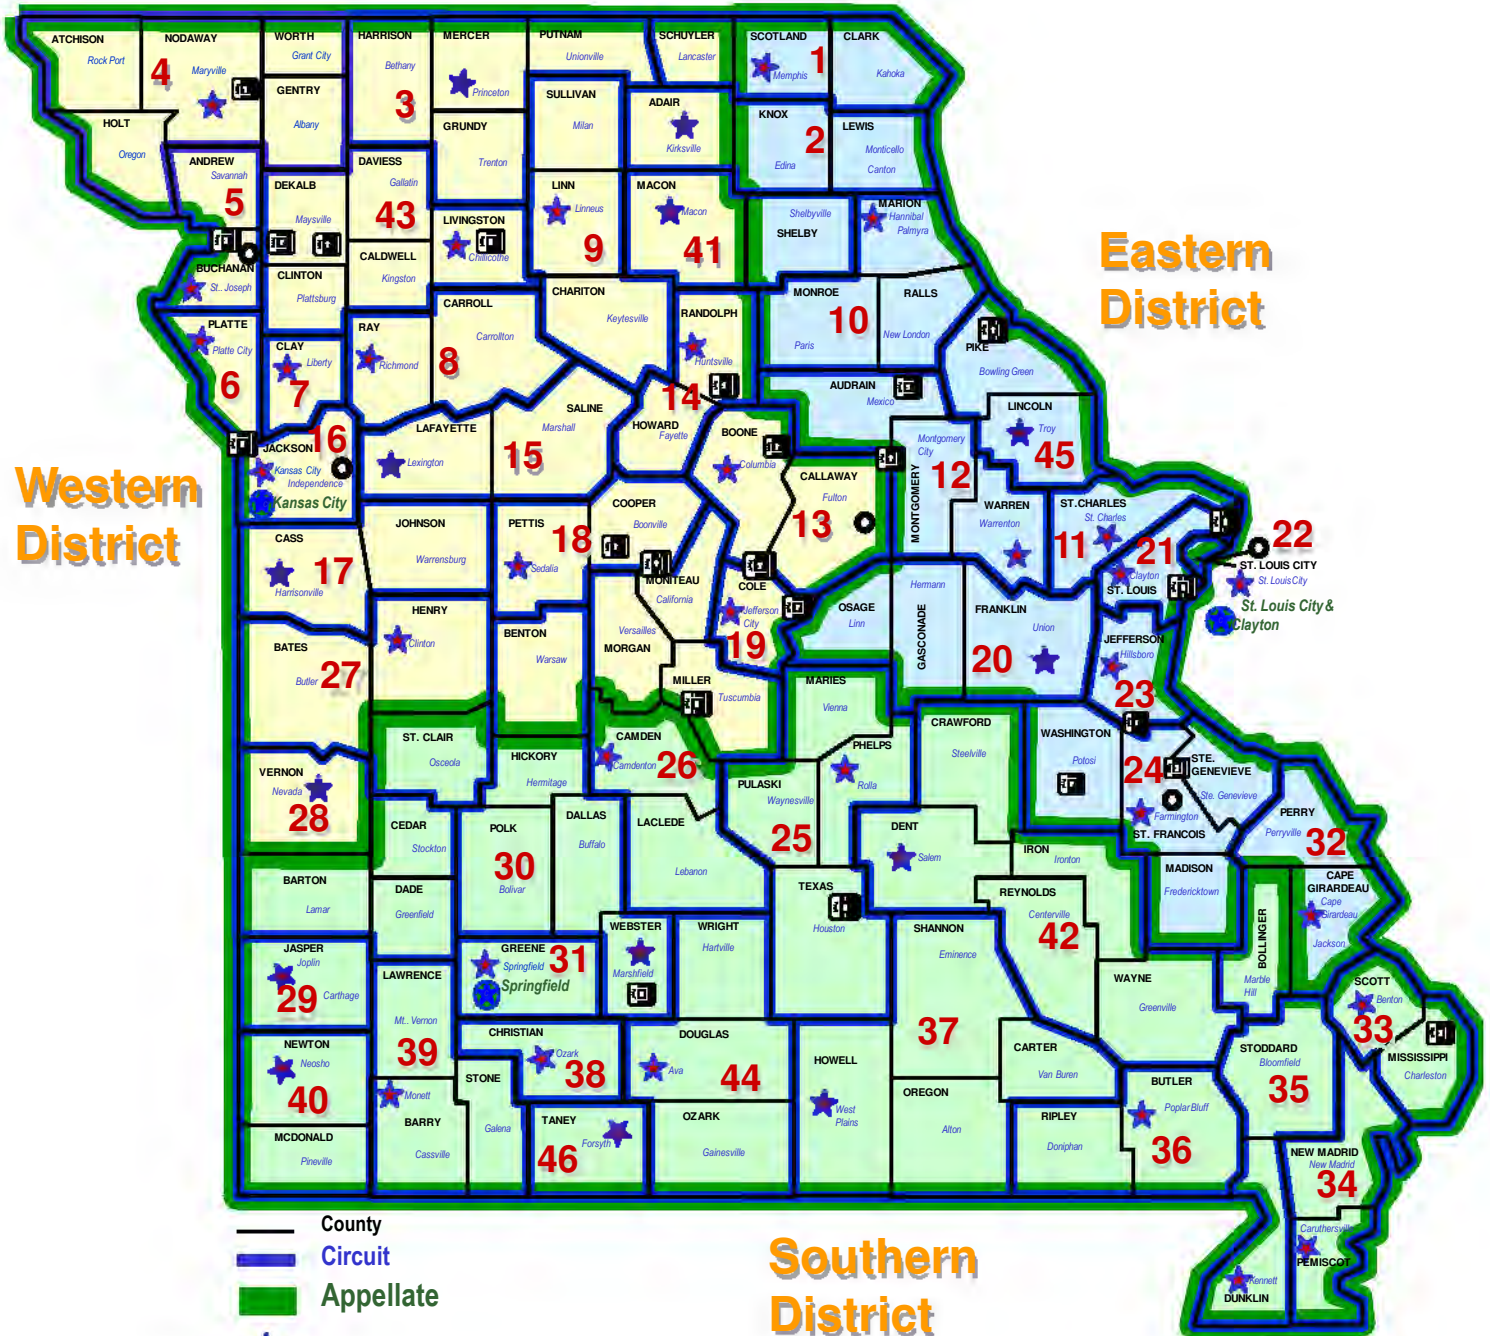 ATCHISON
Rock Port
NODAWAY
4
Maryville
WORTH
Grant City
HARRISON
Bethany
3
MERCER
Princeton
PUTNAM
Unionville
SCHUYLER
Lancaster
SCOTLAND
1
Memphis
CLARK
Kahoka
GENTRY
Albany
SULLIVAN
Milan
ADAIR
Kirksville
KNOX
2
Edina
LEWIS
Monticello
Canton
HOLT
Oregon
GRUNDY
Trenton
ANDREW
Savannah
5
DEKALB
Maysville
DAVIESS
Gallatin
43
LINN
Linneus
9
MACON
Macon
41
Shelbyville
SHELBY
MARION
Hannibal
Palmyra
LIVINGSTON
Chillicothe
CALDWELL
Kingston
BUCHANAN
St.. Joseph
CLINTON
Plattsburg
Eastern
District
CARROLL
Carrollton
8
CHARITON
Keytesville
RANDOLPH
Huntsville
14
MONROE
10
Paris
RALLS
New London
PLATTE
Platte City
6
CLAY
Liberty
7
RAY
Richmond
PIKE
Bowling Green
AUDRAIN
Mexico
LINCOLN
Troy
45
SALINE
Marshall
15
HOWARD
Fayette
BOONE
Columbia
LAFAYETTE
Lexington
16
JACKSON
Kansas City
Independence
Kansas City
Montgomery
City
12
MONTGOMERY
CALLAWAY
Fulton
13
Western
District
COOPER
Boonville
JOHNSON
Warrensburg
PETTIS
18
Sedalia
WARREN
Warrenton
ST.CHARLES
St. Charles
11
21
Clayton
ST. LOUIS
22
ST. LOUIS CITY
St. Louis City
St. Louis City &
Clayton
CASS
17
Harrisonville
MONITEAU
California
COLE
Jefferson
City
19
OSAGE
Linn
Hermann
GASCONADE
FRANKLIN
Union
20
JEFFERSON
Hillsboro
23
HENRY
Clinton
BENTON
Warsaw
Versailles
MORGAN
BATES
Butler
27
MILLER
Tuscumbia
MARIES
Vienna
ST. CLAIR
Osceola
HICKORY
Hermitage
CAMDEN
Camdenton
26
PHELPS
Rolla
CRAWFORD
Steelville
WASHINGTON
Potosi
24
STE.
GENEVIEVE
Ste. Genevieve
Farmington
ST. FRANCOIS
VERNON
Nevada
28
PULASKI
Waynesville
25
PERRY
Perryville
32
CEDAR
Stockton
POLK
30
Bolivar
DALLAS
Buffalo
LACLEDE
Lebanon
DENT
Salem
IRON
Ironton
MADISON
Fredericktown
CAPE
GIRARDEAU
Cape
Girardeau
Jackson
BARTON
Lamar
DADE
Greenfield
TEXAS
Houston
REYNOLDS
Centerville
42
BOLLINGER
Marble
Hill
JASPER
Joplin
29
Carthage
LAWRENCE
Mt.. Vernon
39
GREENE
31
Springfield
Springfield
WEBSTER
Marshfield
WRIGHT
Hartville
SHANNON
Eminence
37
WAYNE
Greenville
SCOTT
Benton
33
MISSISSIPPI
Charleston
NEWTON
Neosho
40
CHRISTIAN
Ozark
38
DOUGLAS
Ava
44
HOWELL
West
Plains
CARTER
Van Buren
STODDARD
Bloomfield
35
Monett
BARRY
Cassville
STONE
Galena
TANEY
Forsyth
46
OZARK
Gainesville
OREGON
Alton
RIPLEY
Doniphan
BUTLER
Poplar Bluff
36
MCDONALD
Pineville
NEW MADRID
New Madrid
34
Caruthersville
PEMISCOT
Kennett
DUNKLIN
County
Circuit
Appellate
Southern
District